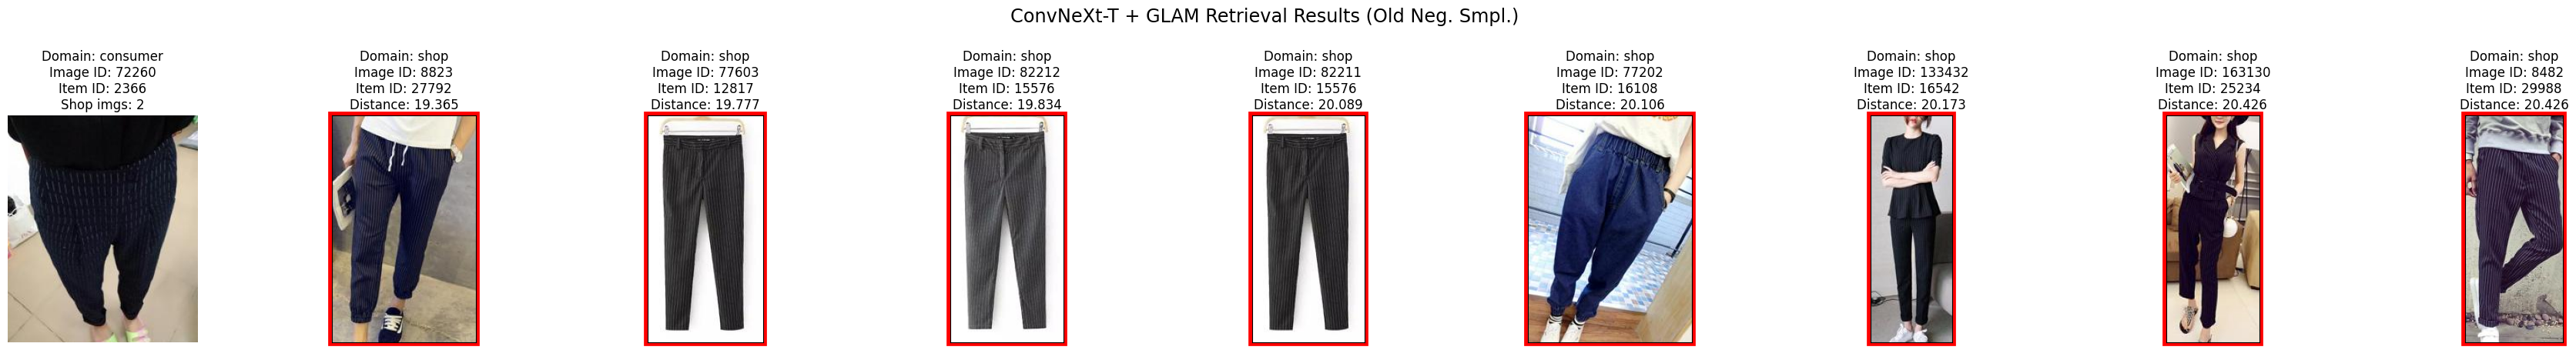 ConvNeXt-T + GLAM Retrieval Results (Old Neg. Smpl.)
Domain: consumer
Image ID: 72260
Item ID: 2366
Shop imgs: 2
Domain: shop
Image ID: 8823
Item ID: 27792
Distance: 19.365
Domain: shop
Image ID: 77603
Item ID: 12817
Distance: 19.777
Domain: shop
Image ID: 82212
Item ID: 15576
Distance: 19.834
Domain: shop
Image ID: 82211
Item ID: 15576
Distance: 20.089
Domain: shop
Image ID: 77202
Item ID: 16108
Distance: 20.106
Domain: shop
Image ID: 133432
Item ID: 16542
Distance: 20.173
Domain: shop
Image ID: 163130
Item ID: 25234
Distance: 20.426
Domain: shop
Image ID: 8482
Item ID: 29988
Distance: 20.426